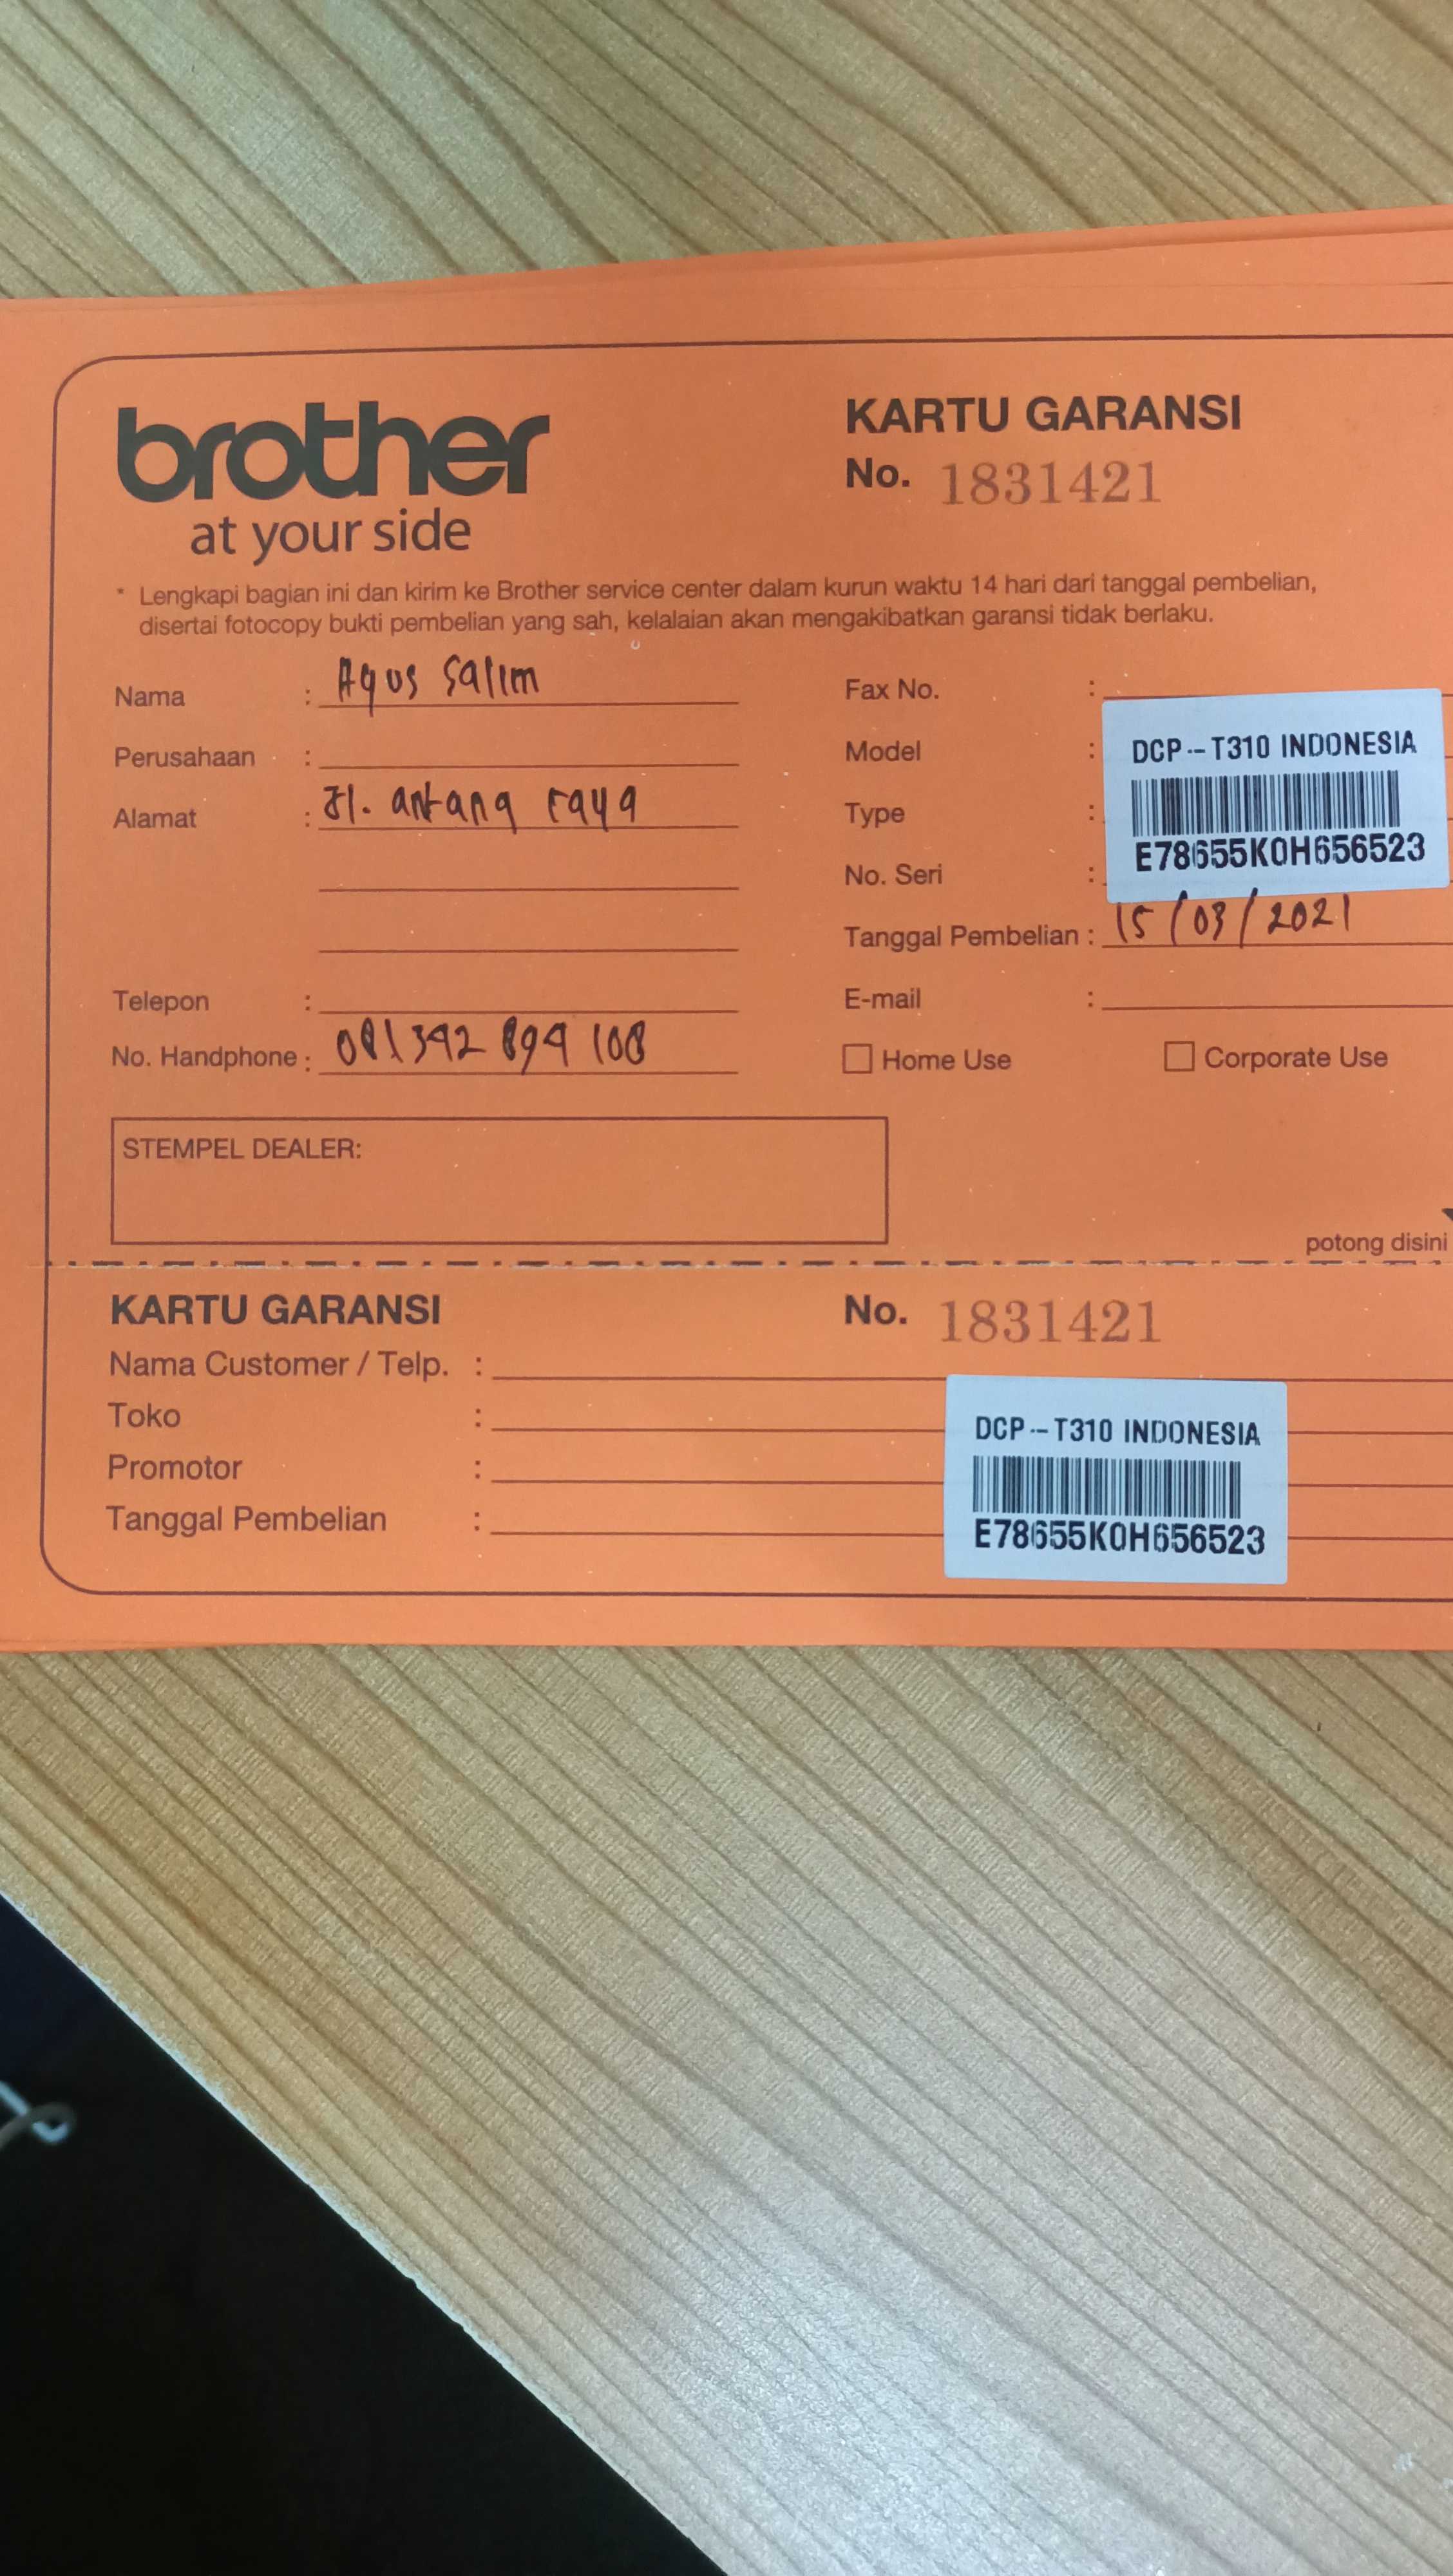 brother
at your side
KARTU GARANSI
No. 1831421
* Lengkapi bagian ini dan kirim ke Brother service center dalam kurun waktu 14 hari dari tanggal pembelian,
disertai fotocopy bukti pembelian yang sah, kelalaian akan mengakibatkan garansi tidak berlaku.
Nama : Agus Salim
Perusahaan :
Alamat : Jl. antang raya
Telepon :
No. Handphone : 081342 894 108
Fax No. :
Model :
Type :
No. Seri :
DCP-T310 INDONESIA
E78655K0H656523
Tanggal Pembelian : 15/03/2021
E-mail :
Home Use
Corporate Use
STEMPEL DEALER:
potong disini
KARTU GARANSI
No. 1831421
Nama Customer / Telp. :
Toko :
Promotor :
Tanggal Pembelian :
DCP-T310 INDONESIA
E78655K0H656523